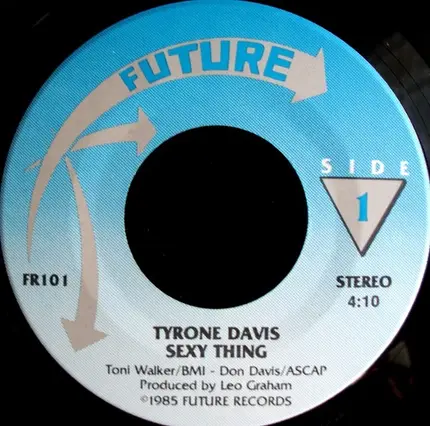 FUTURE
SIDE
1
FR101
STEREO
4:10
TYRONE DAVIS
SEXY THING
Toni Walker/BMI - Don Davis/ASCAP
Produced by Leo Graham
©1985 FUTURE RECORDS